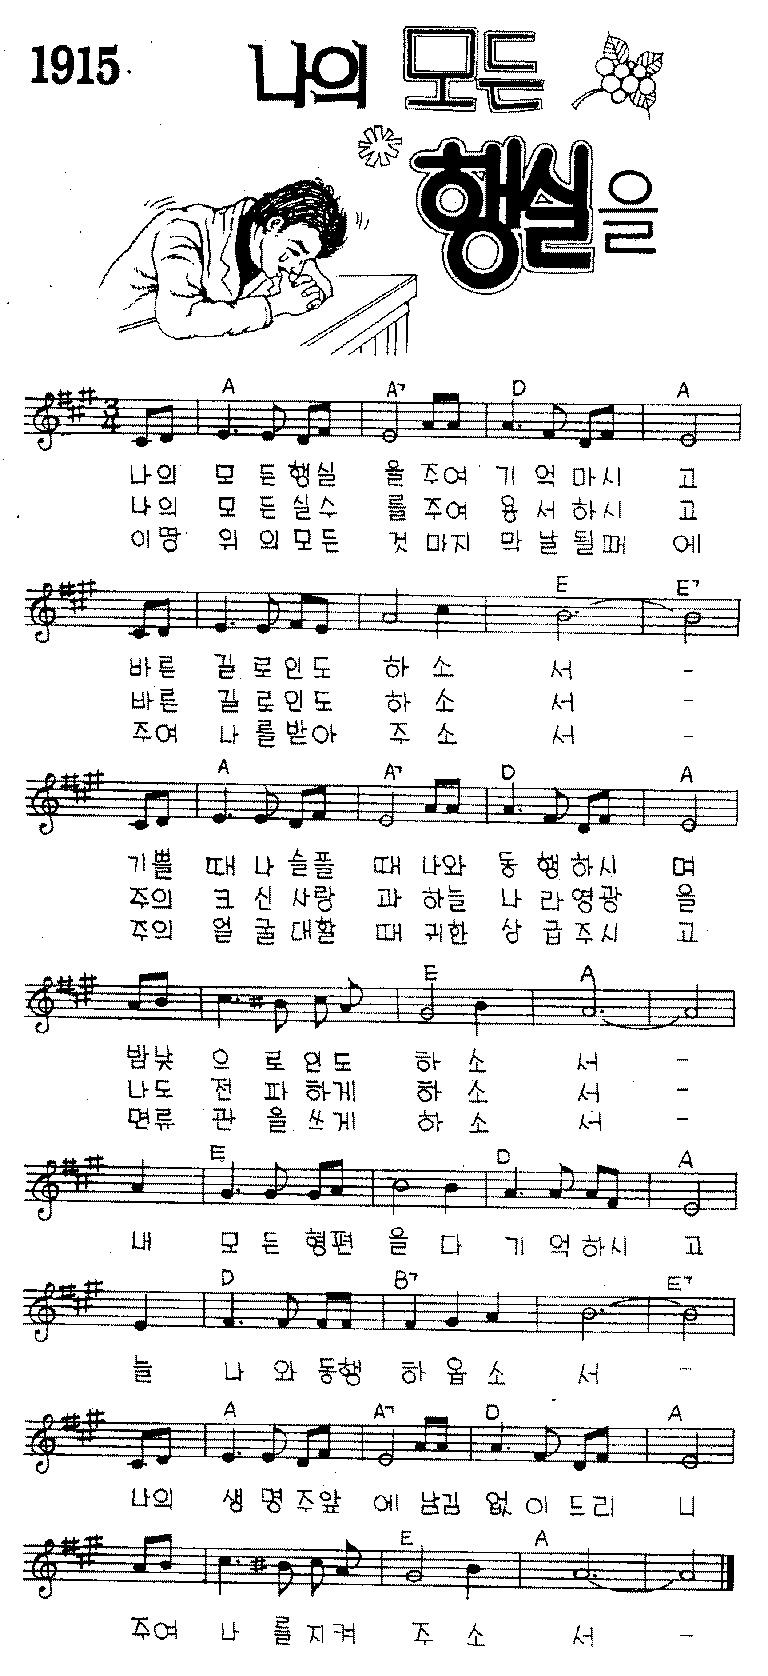 1915
나의 모든
행실을
3/4
A A7 D A
나의 모 든 행실 을 주여 기 억 마시 고
나의 모 든 실수 를 주여 용 서 하시 고
이땅 위 의 모든 것 마지 막 날 될때 에
E E7
바른 길 로 인도 하 소 서 -
바른 길 로 인도 하 소 서 -
주여 나 를 받아 주 소 서 -
A A7 D A
기쁠 때 나 슬플 때 나와 동 행 하시 며
주의 크 신 사랑 과 하늘 나 라 영광 을
주의 얼 굴 대할 때 귀한 상 급 주시 고
E A
밤낮 으 로 인도 하 소 서 -
나도 전 파 하게 하 소 서 -
면류 관 을 쓰게 하 소 서 -
E D A
내 모 든 형편 을 다 기 억 하시 고
D B7 E7
늘 나 와 동행 하 옵 소 서 -
A A7 D A
나의 생 명 주앞 에 남김 없 이 드리 니
E A
주여 나 를 지켜 주 소 서 -